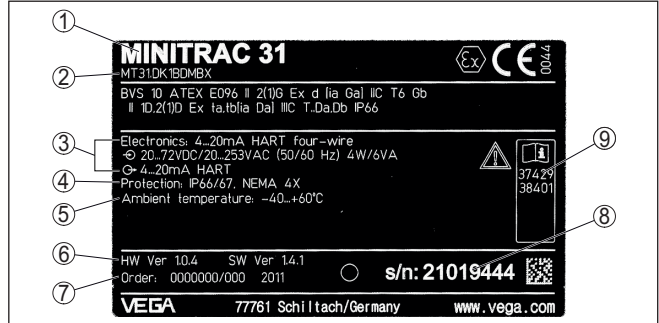 1
MINITRAC 31
2
MT31.DK1BDMBX
0044
BVS 10 ATEX E096 II 2(1)G Ex d [ia Ga] IIC T6 Gb
II 1D,2(1)D Ex ta,tb[ia Da] IIIC T..Da,Db IP66
3
Electronics: 4...20mA HART four-wire
20...72VDC/20...253VAC (50/60 Hz) 4W/6VA
4...20mA HART
9
37429
38401
4
Protection: IP66/67, NEMA 4X
5
Ambient temperature: -40...+60°C
8
6
HW Ver 1.0.4 SW Ver 1.4.1
7
Order: 0000000/000 2011
s/n: 21019444
VEGA 77761 Schiltach/Germany www.vega.com